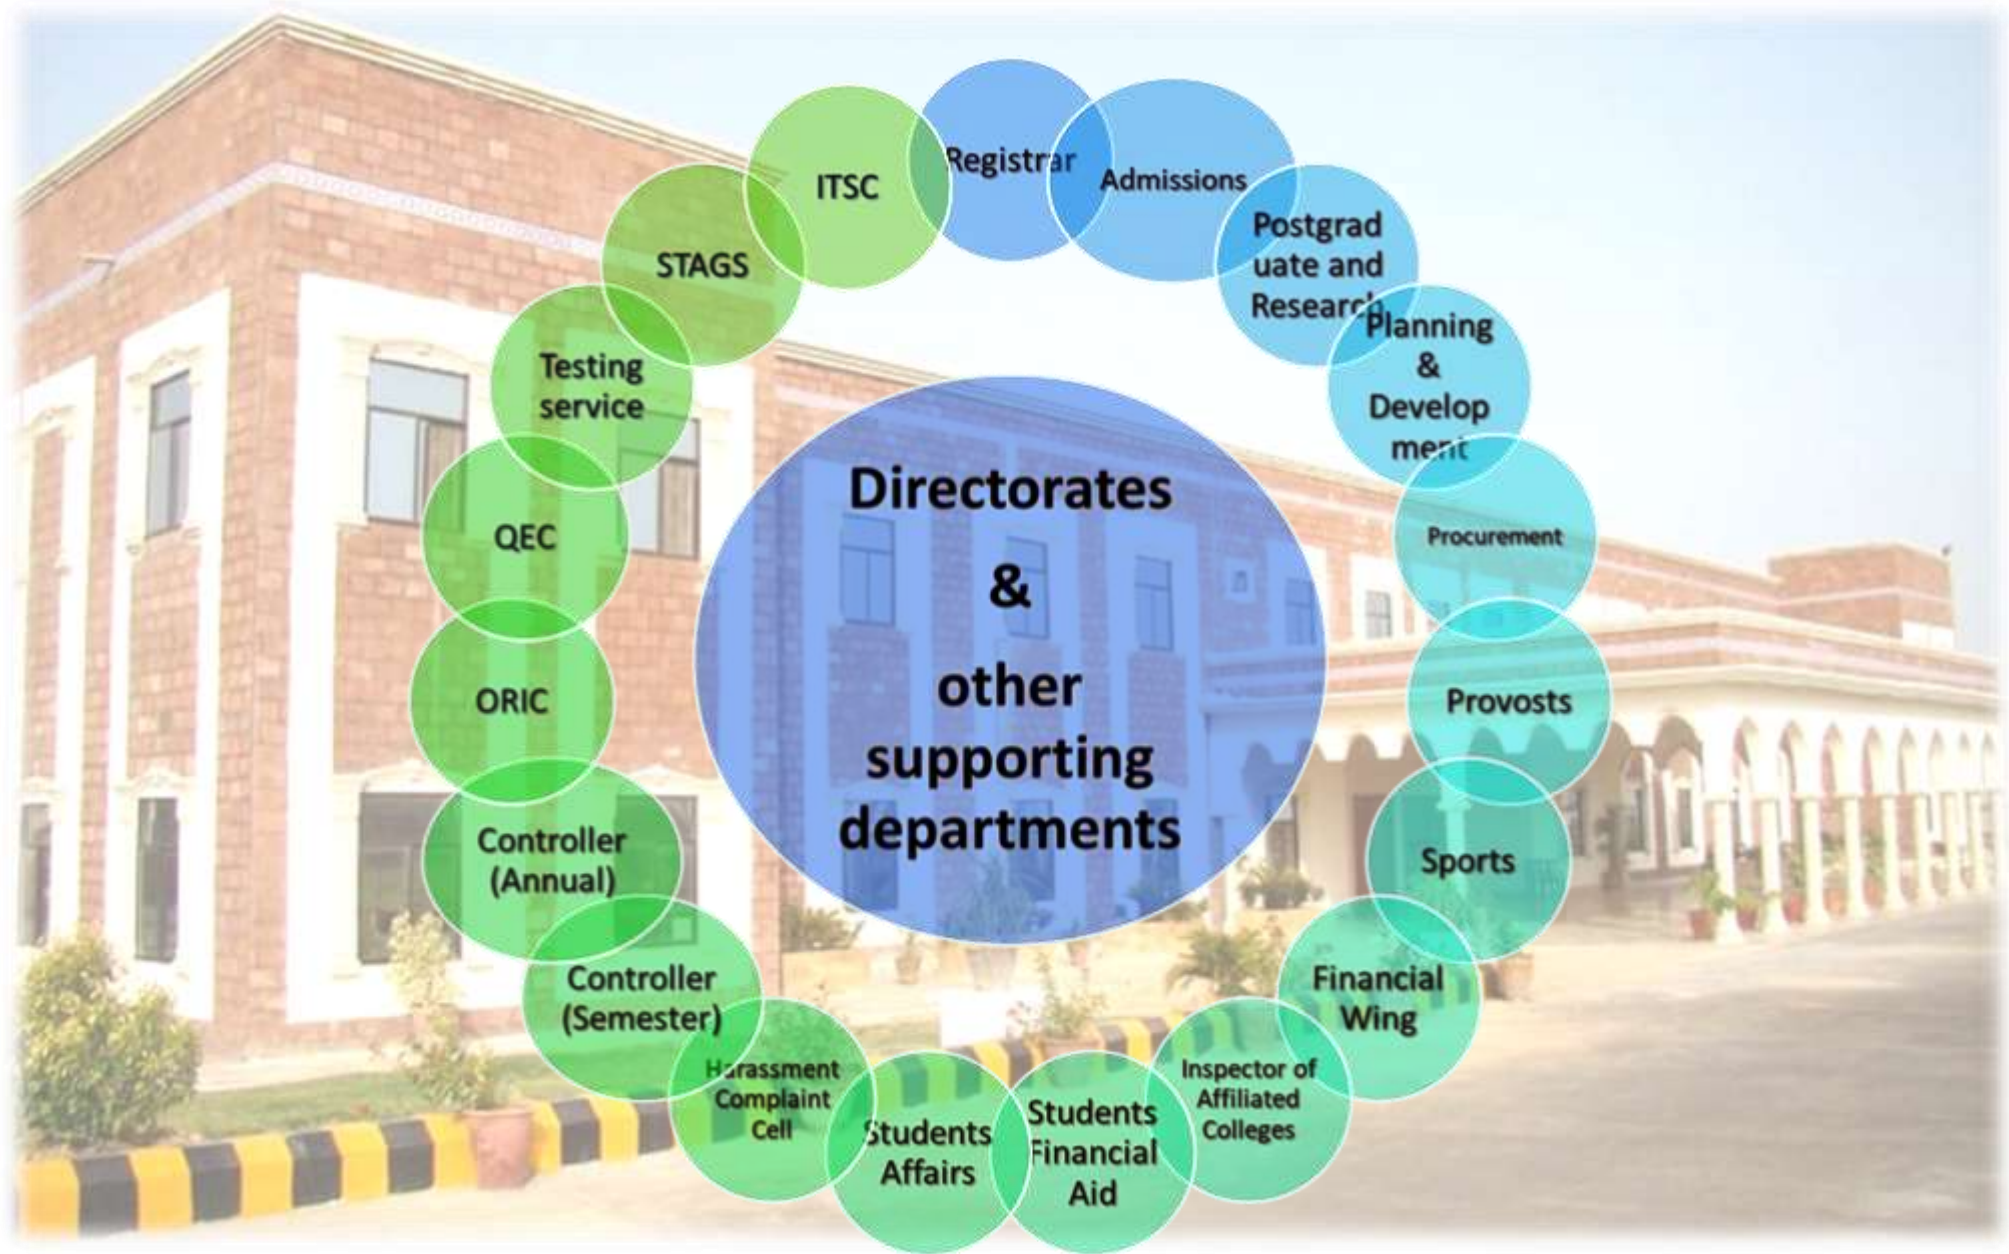 Directorates
&
other
supporting
departments
Registrar
Admissions
Postgrad
uate and
Research
Planning
&
Develop
ment
Procurement
Provosts
Sports
Financial
Wing
Inspector of
Affiliated
Colleges
Students
Financial
Aid
Students
Affairs
Harassment
Complaint
Cell
Controller
(Semester)
Controller
(Annual)
ORIC
QEC
Testing
service
STAGS
ITSC